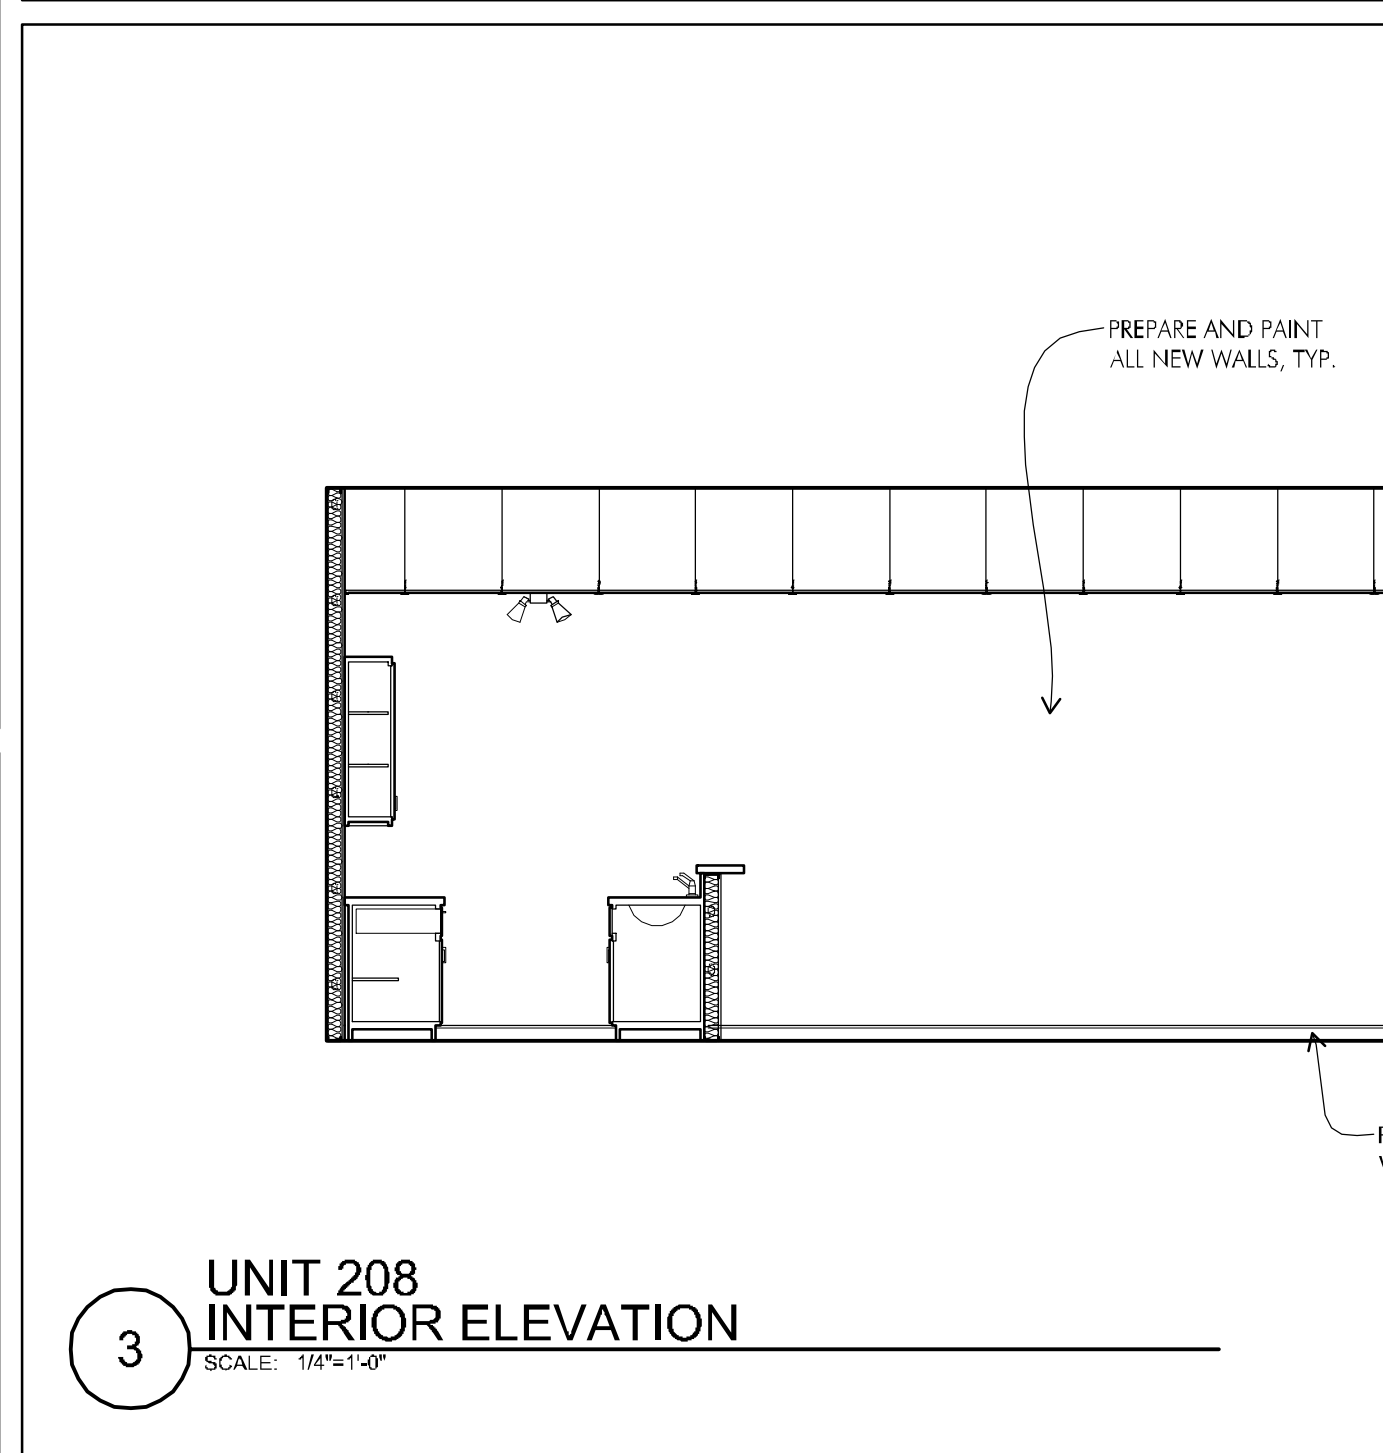 PREPARE AND PAINT
ALL NEW WALLS, TYP.
UNIT 208
INTERIOR ELEVATION
3
SCALE: 1/4"=1'-0"